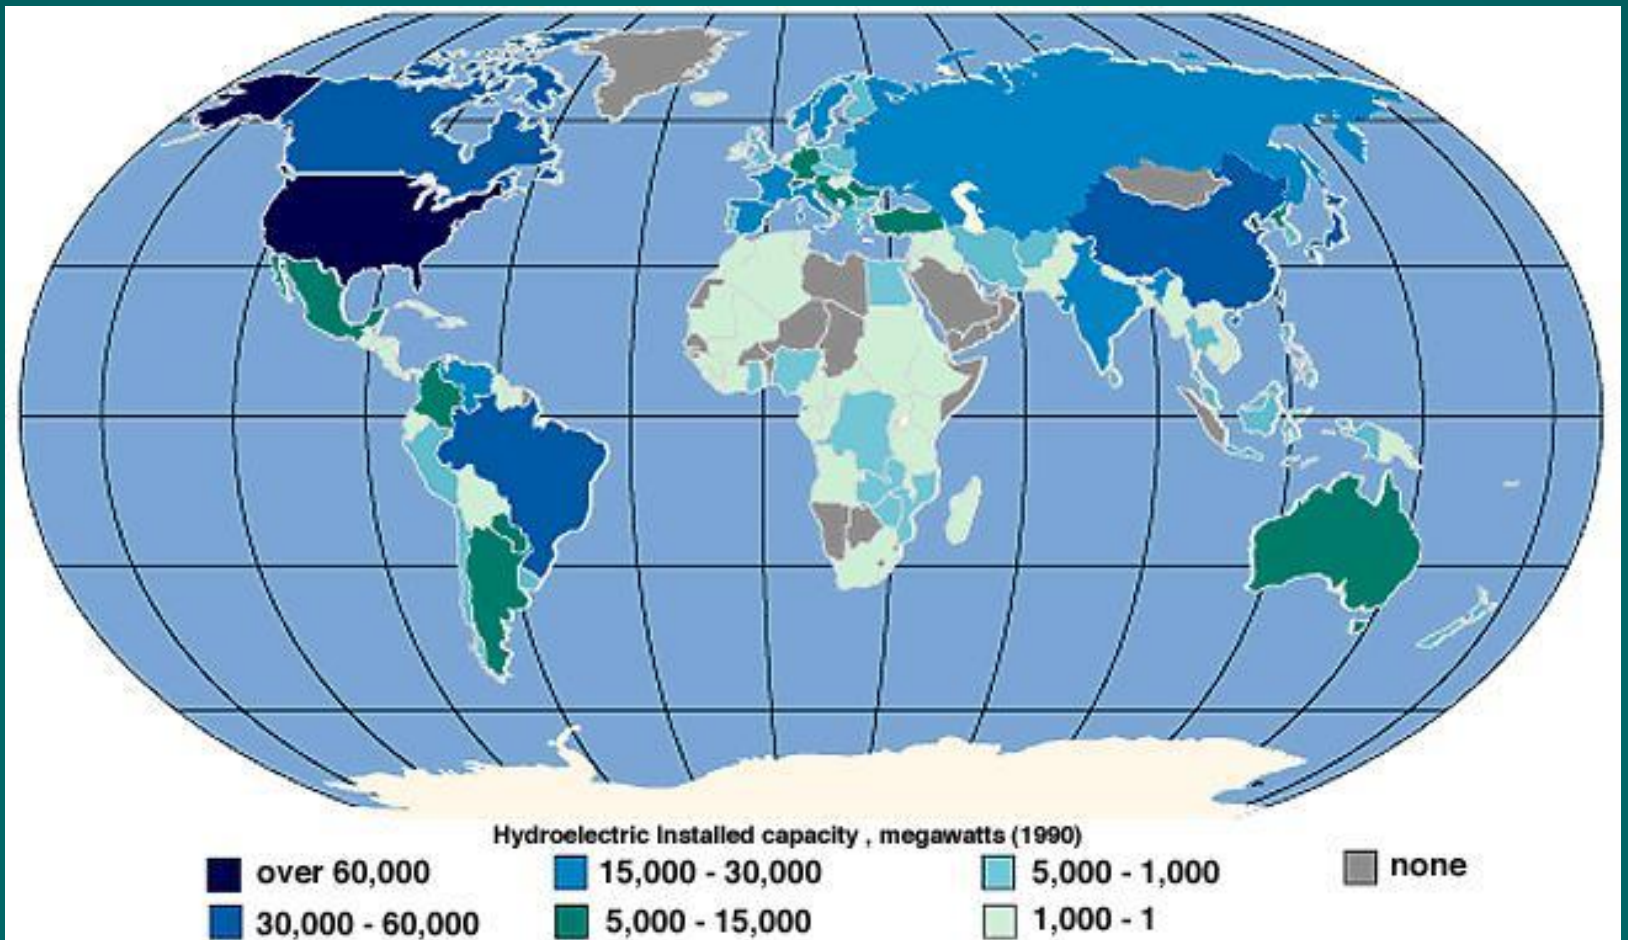 Hydroelectric Installed capacity , megawatts (1990)
over 60,000
15,000 - 30,000
5,000 - 1,000
none
30,000 - 60,000
5,000 - 15,000
1,000 - 1